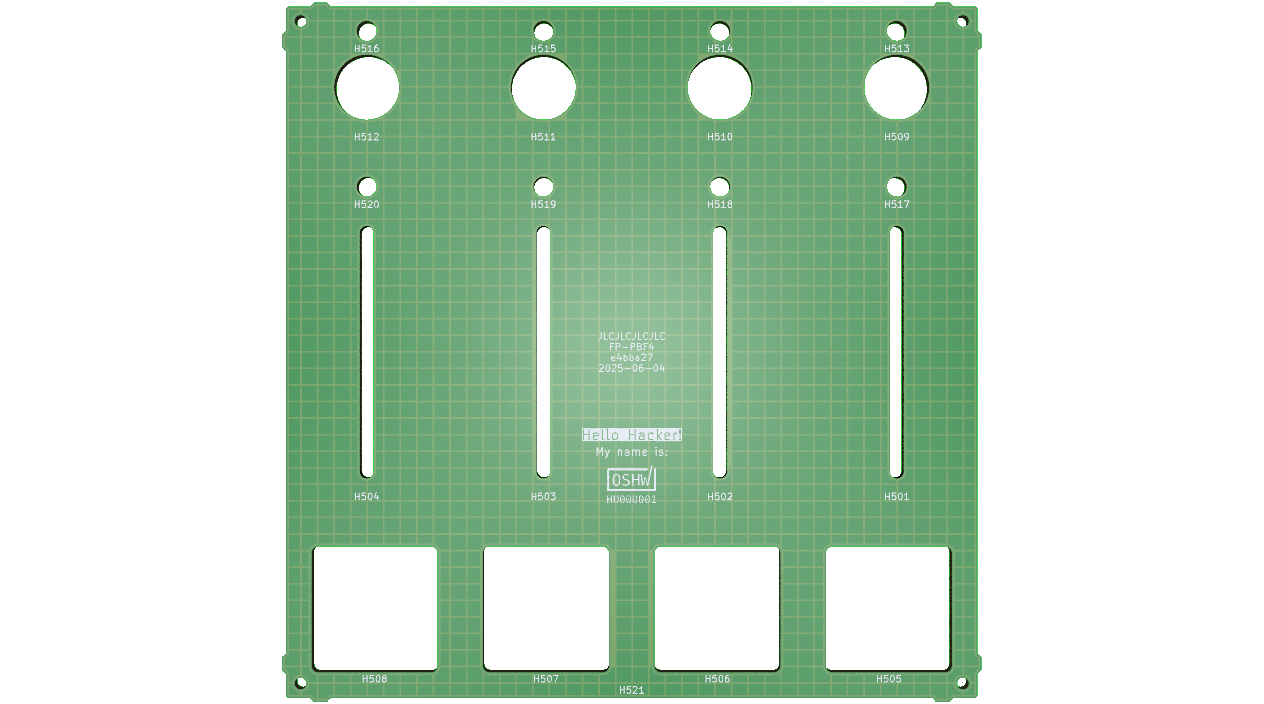 H516 H515 H514 H513
H512 H511 H510 H509
H520 H519 H518 H517
JLCJLCJLCJLC
FP-PBF4
e4bba27
2025-06-04
Hello Hacker!
My name is:
OSHW
H504 H503 H502 H501
HU000001
H508 H507 H506 H505
H521